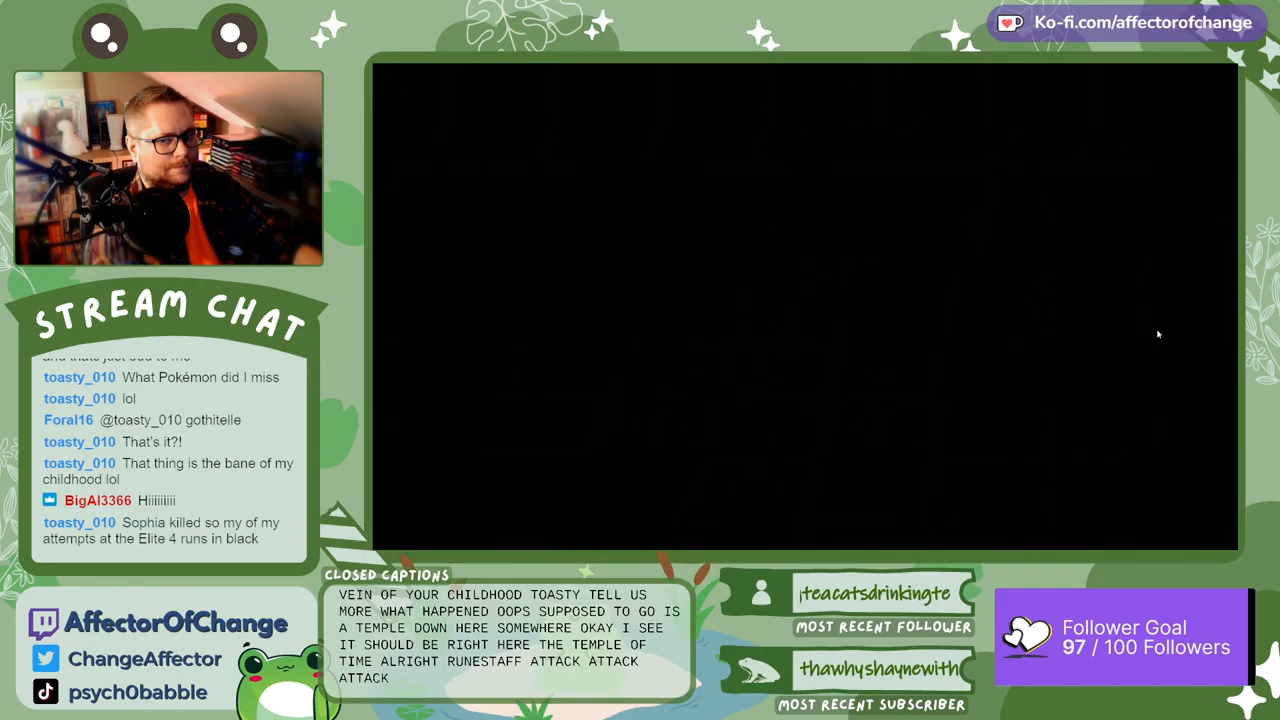 Ko-fi.com/affectorofchange
STREAM CHAT
toasty_010 What Pokémon did I miss
toasty_010 lol
Foral16 @toasty_010 gothitelle
toasty_010 That's it?!
toasty_010 That thing is the bane of my
childhood lol
BigAl3366 Hiiiiiiiii
toasty_010 Sophia killed so my of my
attempts at the Elite 4 runs in black
AffectorOfChange
ChangeAffector
psych0babble
CLOSED CAPTIONS
VEIN OF YOUR CHILDHOOD TOASTY TELL US
MORE WHAT HAPPENED OOPS SUPPOSED TO GO IS
A TEMPLE DOWN HERE SOMEWHERE OKAY I SEE
IT SHOULD BE RIGHT HERE THE TEMPLE OF
TIME ALRIGHT RUNESTAFF ATTACK ATTACK
ATTACK
teacatsdrinkingte
MOST RECENT FOLLOWER
thawhyshaynewith
MOST RECENT SUBSCRIBER
Follower Goal
97 / 100 Followers